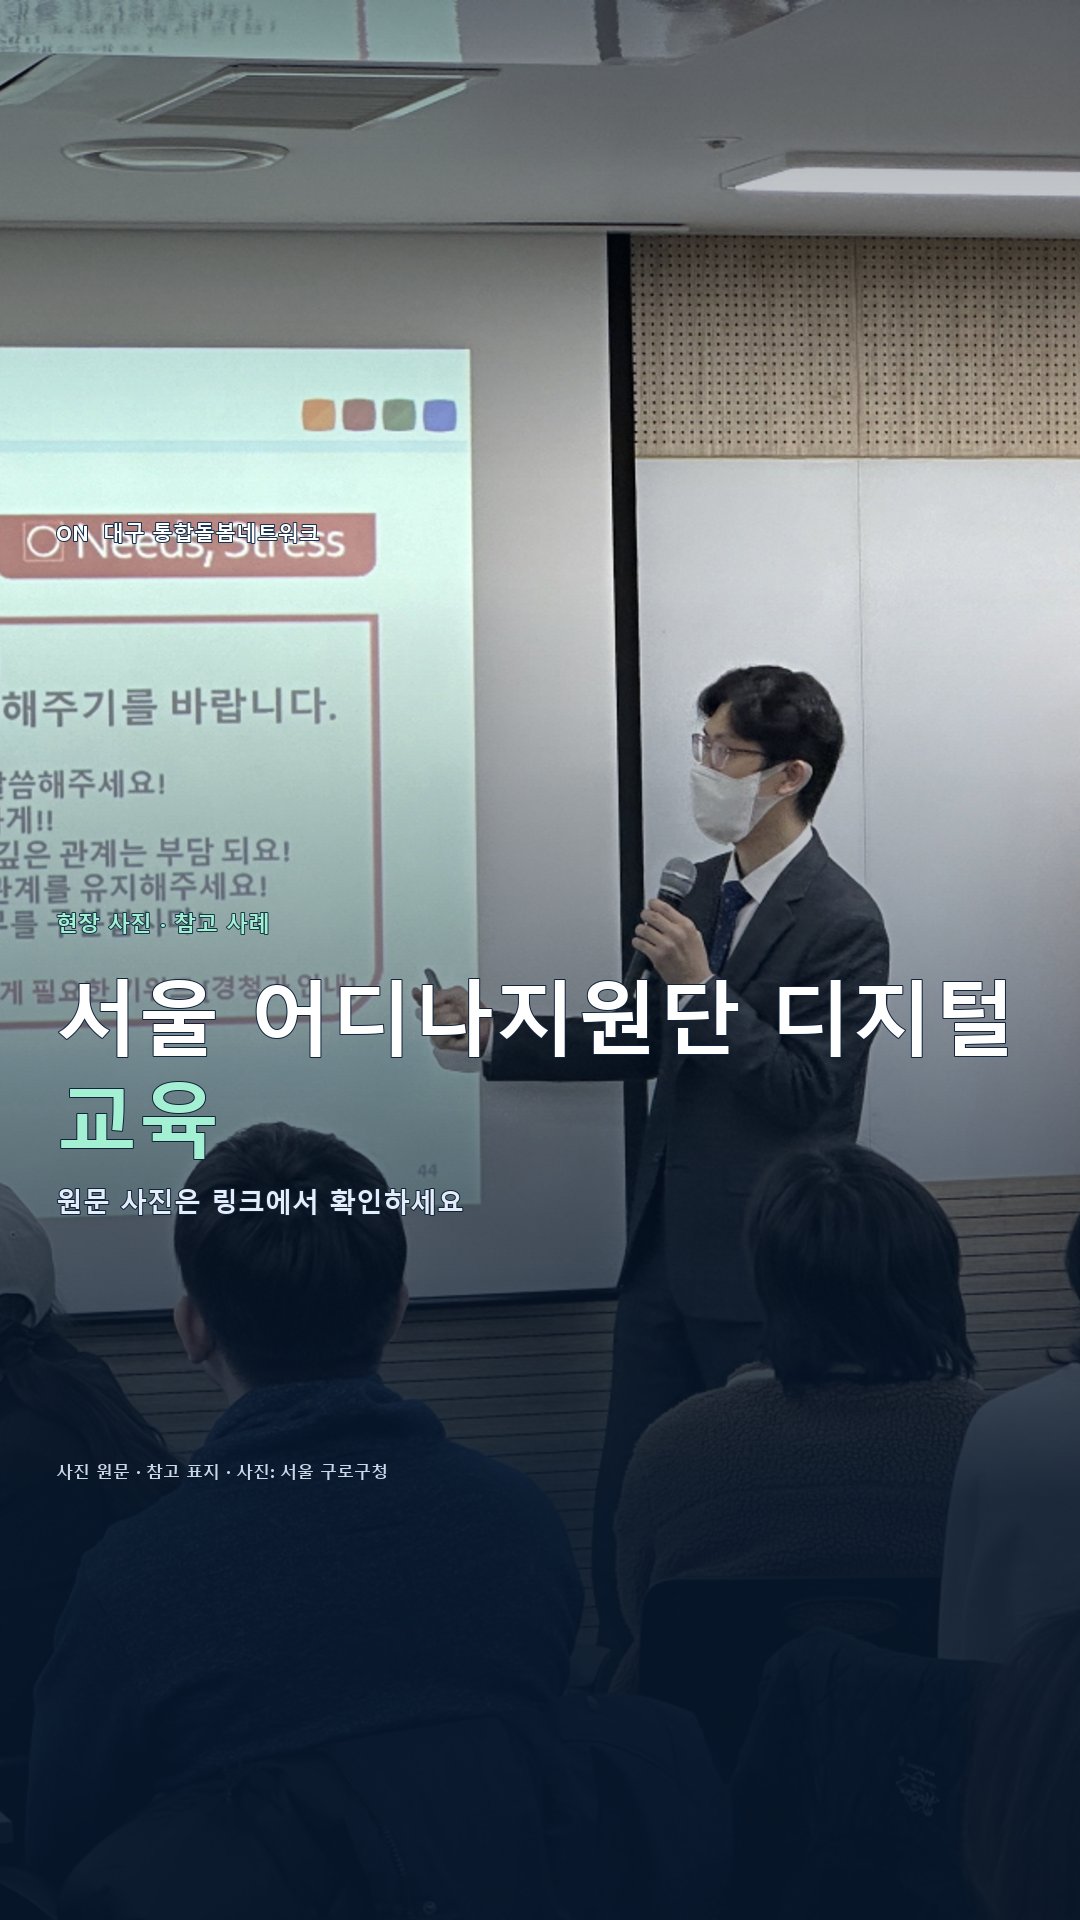 Needs, Stress
ON 대구 통합돌봄네트워크
해주기를 바랍니다.
말씀해주세요!
하게!!
깊은 관계는 부담 되요!
관계를 유지해주세요!
현장 사진 · 참고 사례
게 필요한
서울 어디나지원단 디지털
교육
44
원문 사진은 링크에서 확인하세요
사진 원문 · 참고 표지 · 사진: 서울 구로구청